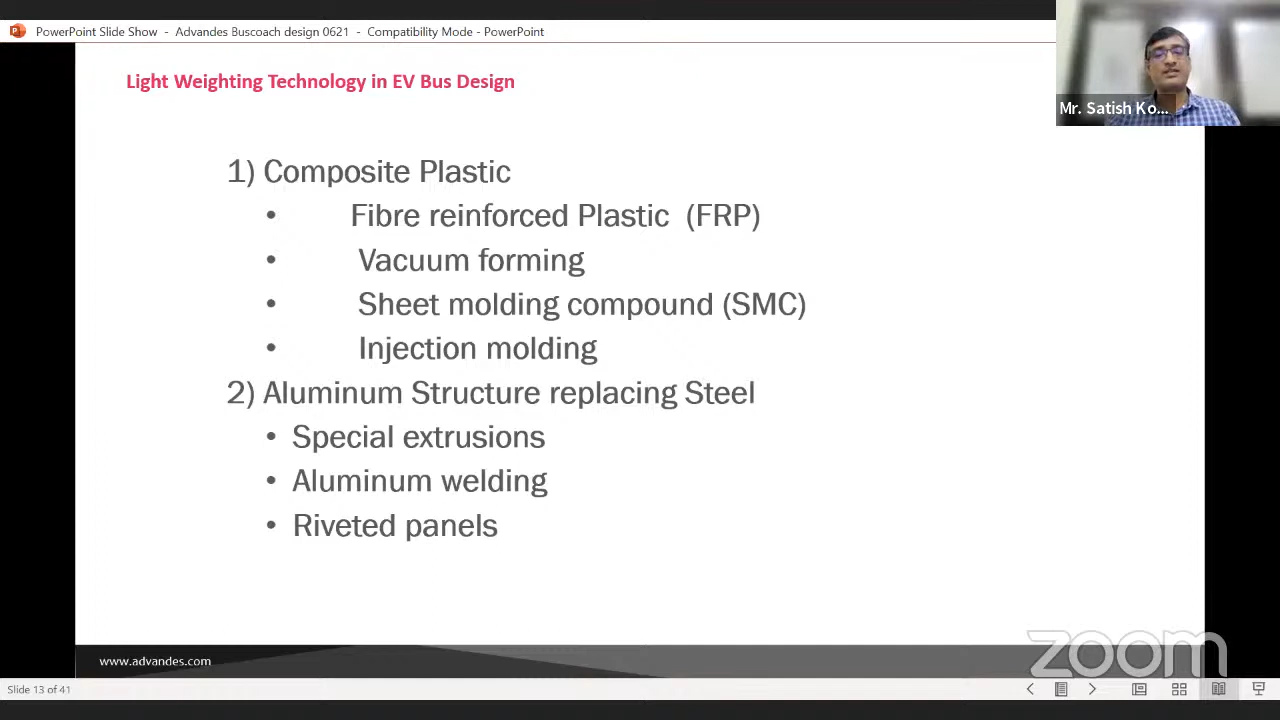 PowerPoint Slide Show - Advandes Buscoach design 0621 - Compatibility Mode - PowerPoint
Mr. Satish Ko...
Light Weighting Technology in EV Bus Design
1) Composite Plastic
• Fibre reinforced Plastic (FRP)
• Vacuum forming
• Sheet molding compound (SMC)
• Injection molding
2) Aluminum Structure replacing Steel
• Special extrusions
• Aluminum welding
• Riveted panels
www.advandes.com
zoom
Slide 13 of 41